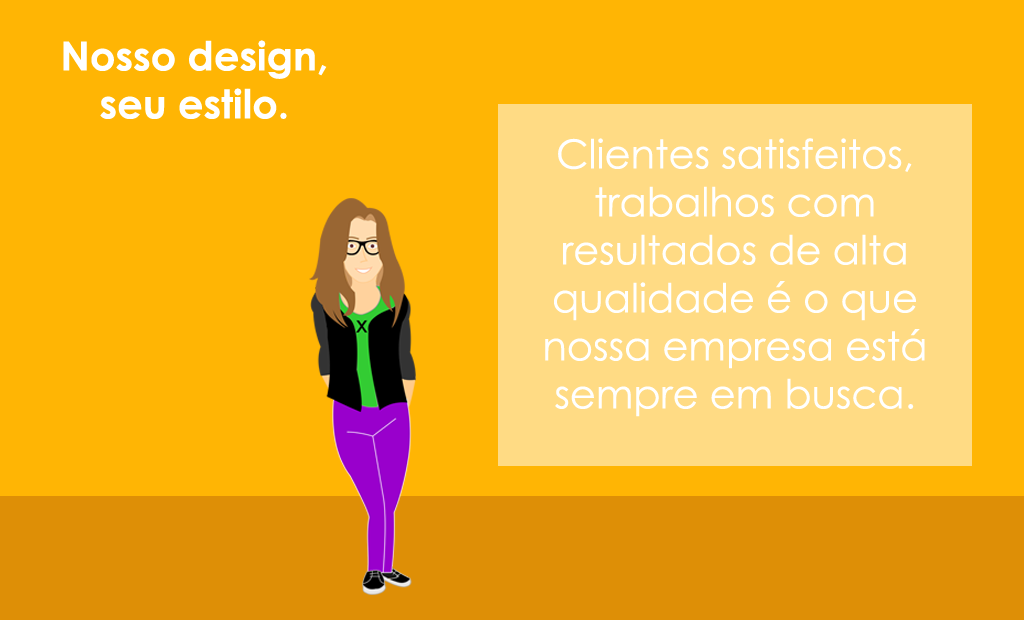 Nosso design,
seu estilo.
Clientes satisfeitos,
trabalhos com
resultados de alta
qualidade é o que
nossa empresa está
sempre em busca.
X